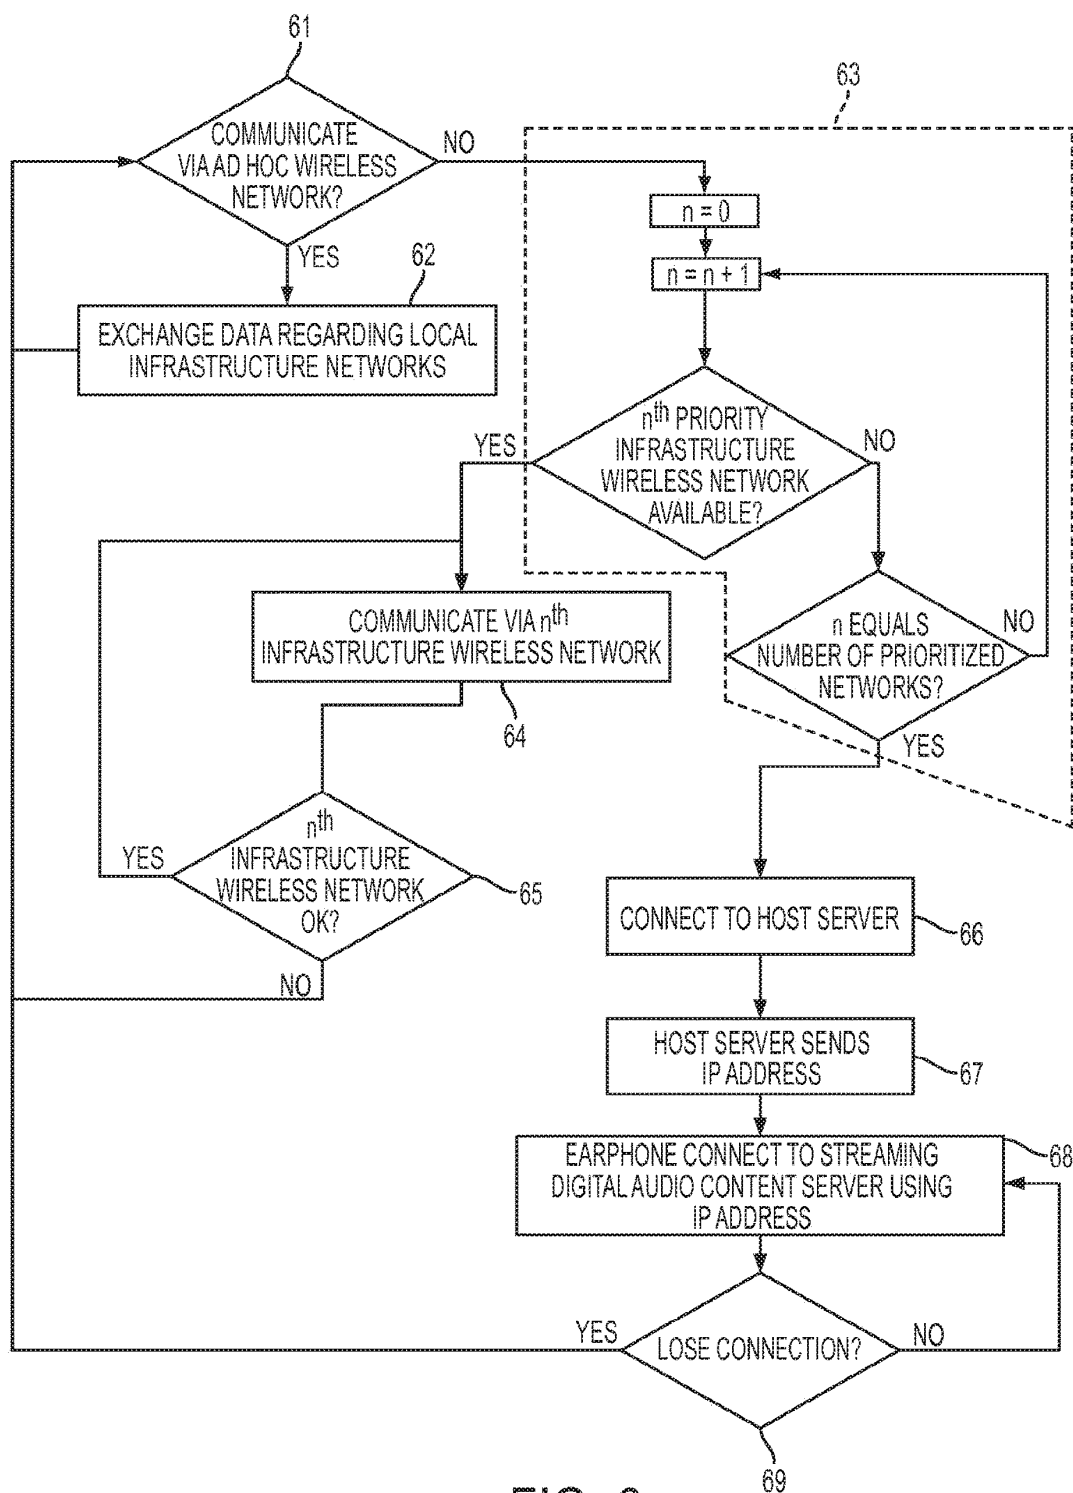 61
COMMUNICATE
VIA AD HOC WIRELESS
NETWORK?
NO
YES
62
EXCHANGE DATA REGARDING LOCAL
INFRASTRUCTURE NETWORKS
63
n = 0
n = n + 1
nth PRIORITY
INFRASTRUCTURE
WIRELESS NETWORK
AVAILABLE?
YES
NO
n EQUALS
NUMBER OF PRIORITIZED
NETWORKS?
NO
YES
COMMUNICATE VIA nth
INFRASTRUCTURE WIRELESS NETWORK
64
nth
INFRASTRUCTURE
WIRELESS NETWORK
OK?
YES
65
NO
CONNECT TO HOST SERVER
66
HOST SERVER SENDS
IP ADDRESS
67
EARPHONE CONNECT TO STREAMING
DIGITAL AUDIO CONTENT SERVER USING
IP ADDRESS
68
LOSE CONNECTION?
YES
NO
69